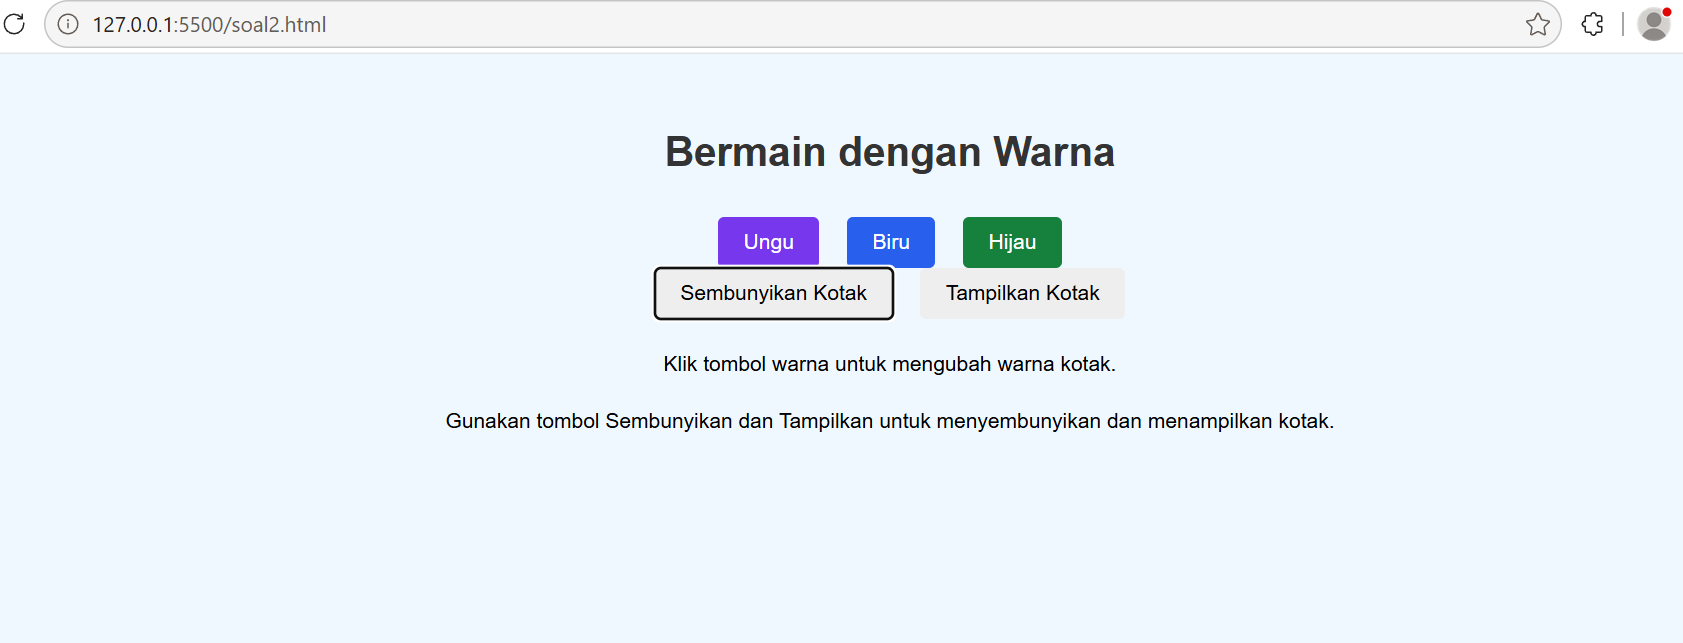 127.0.0.1:5500/soal2.html
Bermain dengan Warna
Ungu Biru Hijau
Sembunyikan Kotak Tampilkan Kotak
Klik tombol warna untuk mengubah warna kotak.
Gunakan tombol Sembunyikan dan Tampilkan untuk menyembunyikan dan menampilkan kotak.